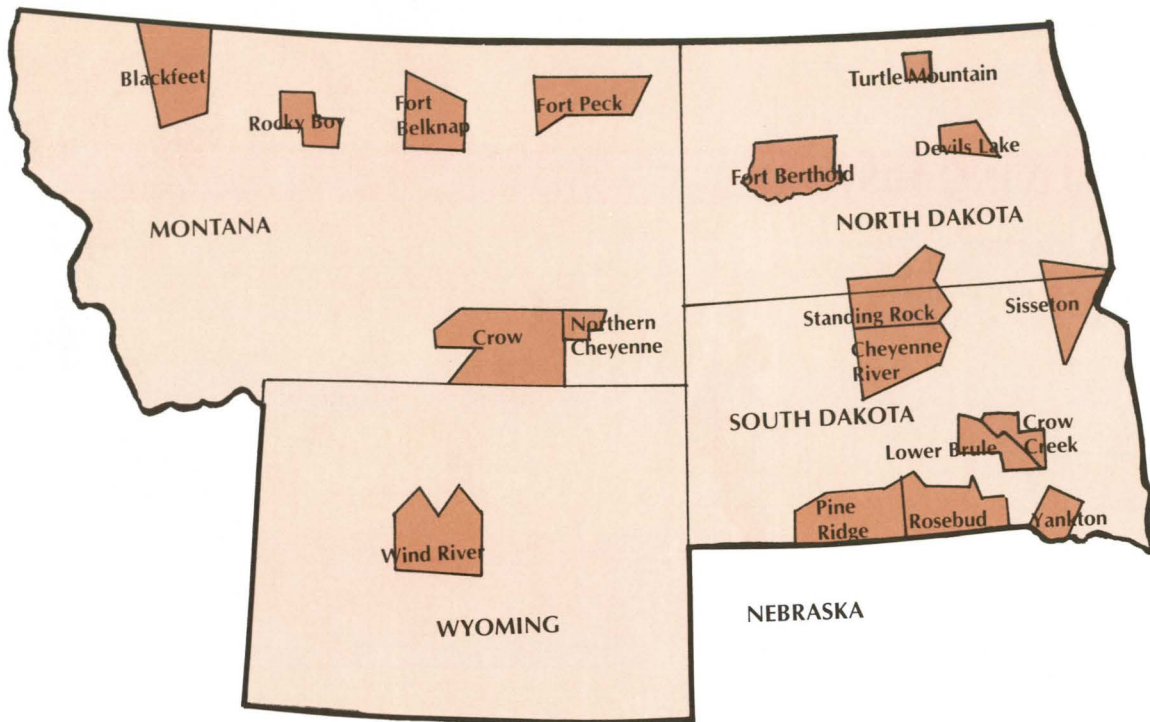 Blackfeet
Rocky Boy
Fort
Belknap
Fort Peck
MONTANA
Crow
Northern
Cheyenne
Turtle Mountain
Devils Lake
Fort Berthold
NORTH DAKOTA
Standing Rock
Sisseton
Cheyenne
River
SOUTH DAKOTA
Lower Brule
Crow
Creek
Pine
Ridge
Rosebud
Yankton
Wind River
WYOMING
NEBRASKA